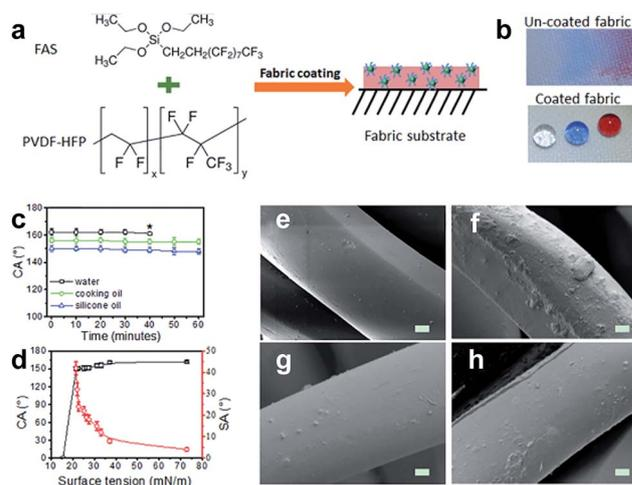 a
FAS
H₃C
O
O
CH₃
H₃C
O
Si
CH₂CH₂(CF₂)₇CF₃
PVDF-HFP
F
F
F
F
F
CF₃
x
y
Fabric coating
Fabric substrate
b
Un-coated fabric
Coated fabric
c
CA (°)
180
160
140
120
100
*
water
cooking oil
silicone oil
0 10 20 30 40 50 60
Time (minutes)
d
CA (°)
180
150
120
90
60
30
0
50
40
30
20
10
0
SA (°)
10 20 30 40 50 60 70 80
Surface tension (mN/m)
e
f
g
h